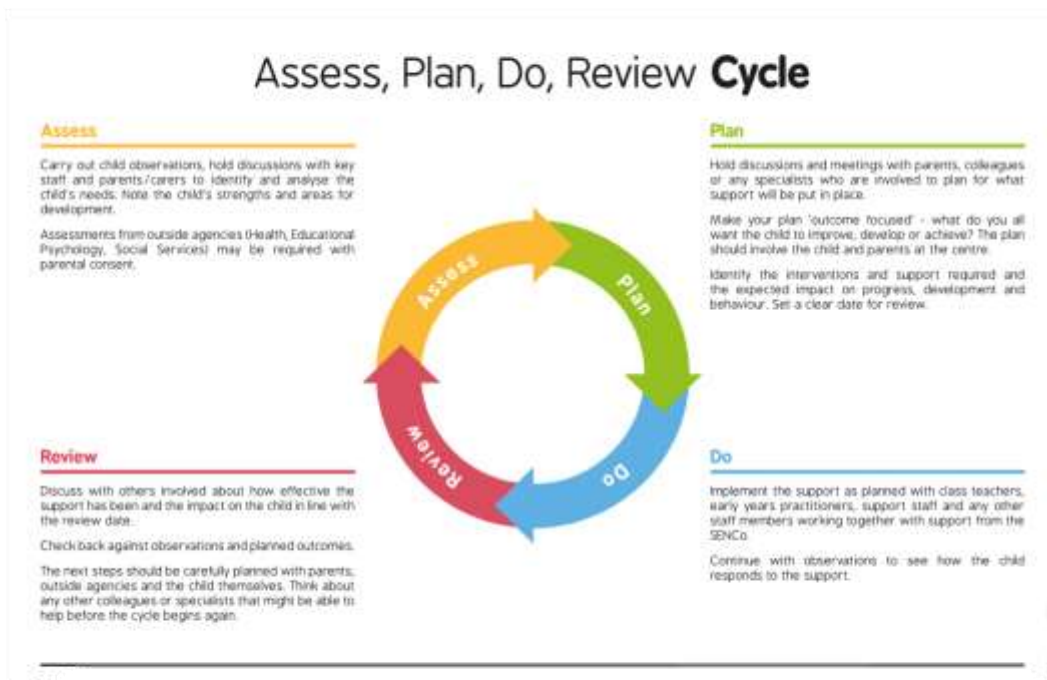 Assess, Plan, Do, Review Cycle
Assess
Carry out child observations, hold discussions with key
staff and parents/carers to identify and analyse the
child's needs. Note the child's strengths and areas for
development.
Assessments from outside agencies (Health, Educational
Psychology, Social Services) may be required with
parental consent.
Plan
Hold discussions and meetings with parents, colleagues
or any specialists who are involved to plan for what
support will be put in place.
Make your plan 'outcome focused' - what do you all
want the child to improve, develop or achieve? The plan
should involve the child and parents at the centre.
Identify the interventions and support required and
the expected impact on progress, development and
behaviour. Set a clear date for review.
Assess
Plan
Do
Review
Review
Discuss with others involved about how effective the
support has been and the impact on the child in line with
the review date.
Check back against observations and planned outcomes.
The next steps should be carefully planned with parents,
outside agencies and the child themselves. Think about
any other colleagues or specialists that might be able to
help before the cycle begins again.
Do
Implement the support as planned with class teachers,
early years practitioners, support staff and any other
staff members working together with support from the
SENCo.
Continue with observations to see how the child
responds to the support.